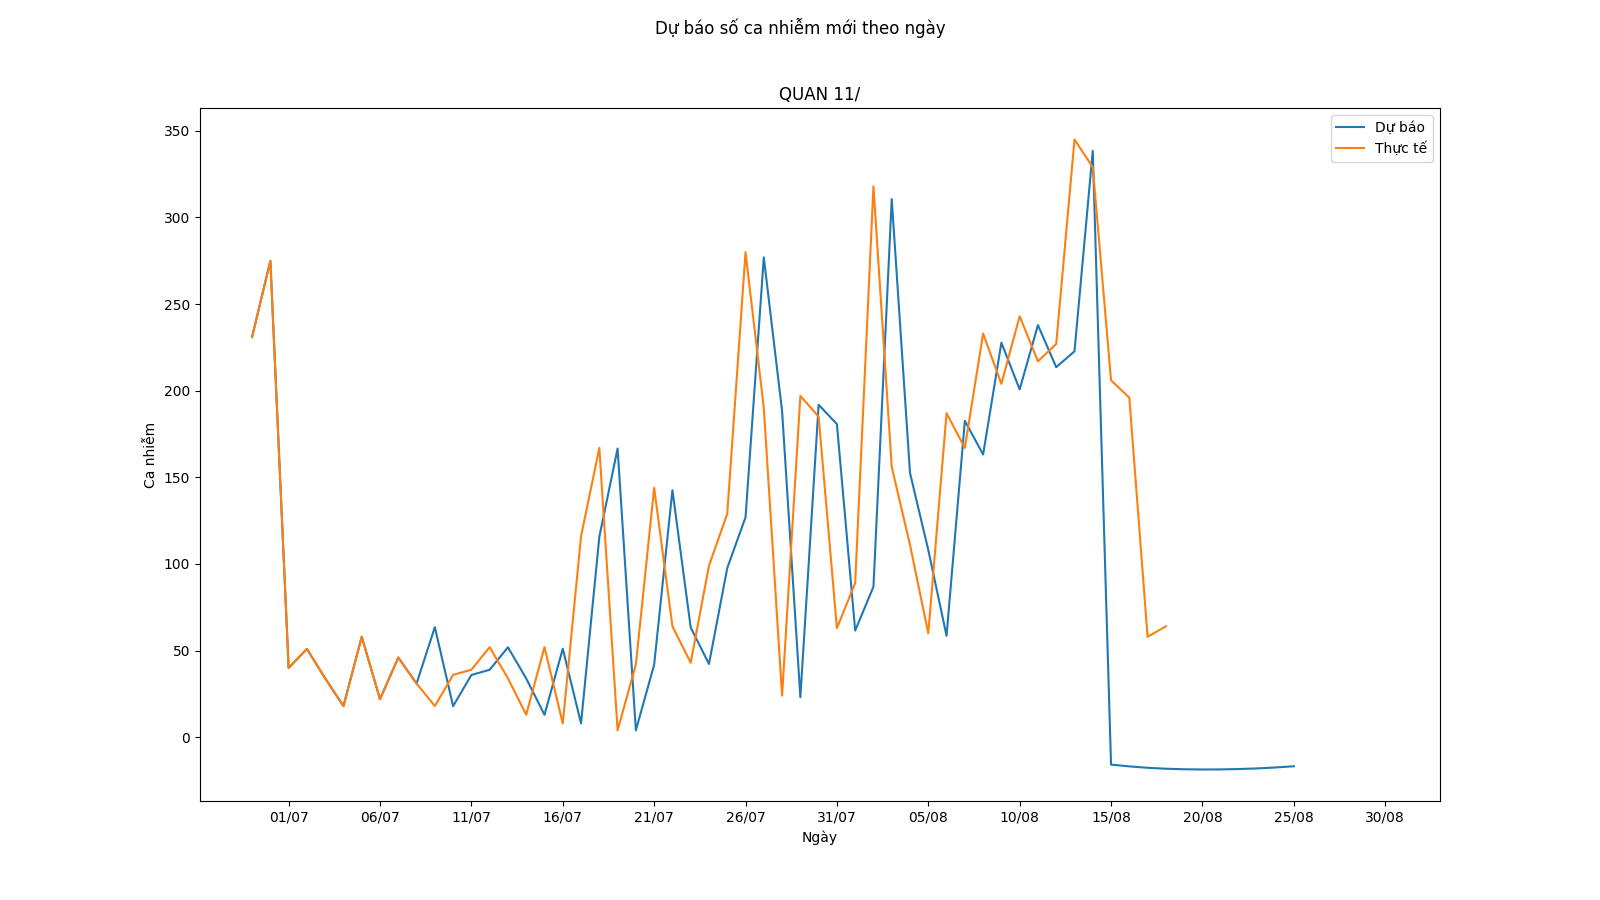 Dự báo số ca nhiễm mới theo ngày
QUAN 11/
Dự báo
Thực tế
350
300
250
200
150
100
50
0
Ca nhiễm
01/07 06/07 11/07 16/07 21/07 26/07 31/07 05/08 10/08 15/08 20/08 25/08 30/08
Ngày